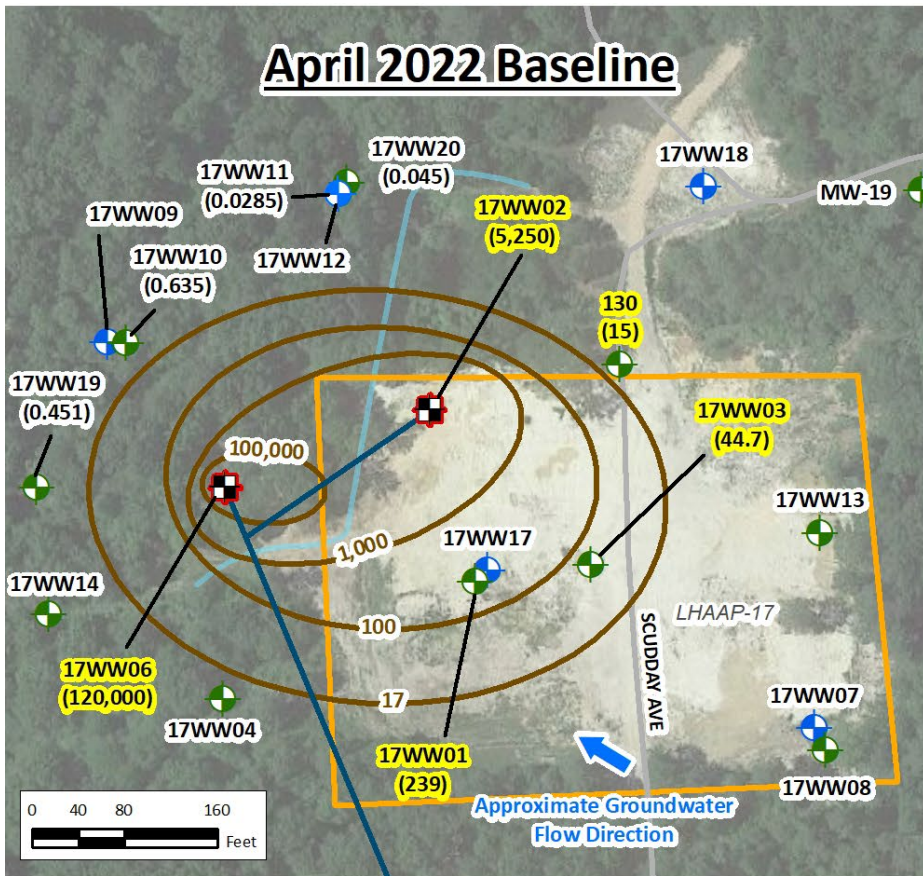 April 2022 Baseline
17WW20
(0.045)
17WW11
(0.0285)
17WW18
MW-19
17WW02
(5,250)
17WW09
17WW10
(0.635)
17WW12
130
(15)
17WW19
(0.451)
17WW03
(44.7)
100,000
17WW13
17WW17
1,000
17WW14
100
LHAAP-17
SCUDDAY AVE
17WW06
(120,000)
17
17WW07
17WW04
17WW01
(239)
17WW08
0 40 80 160
Feet
Approximate Groundwater
Flow Direction